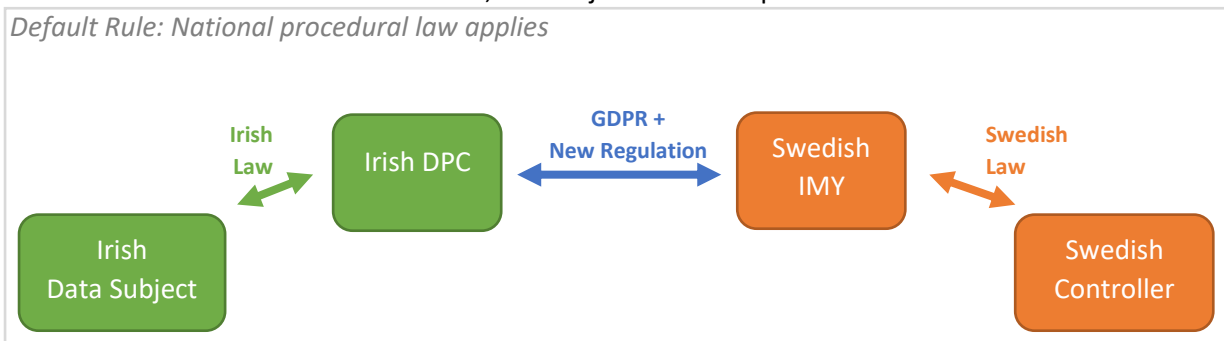 Default Rule: National procedural law applies
Irish
Law
Irish DPC
GDPR +
New Regulation
Swedish
IMY
Swedish
Law
Irish
Data Subject
Swedish
Controller